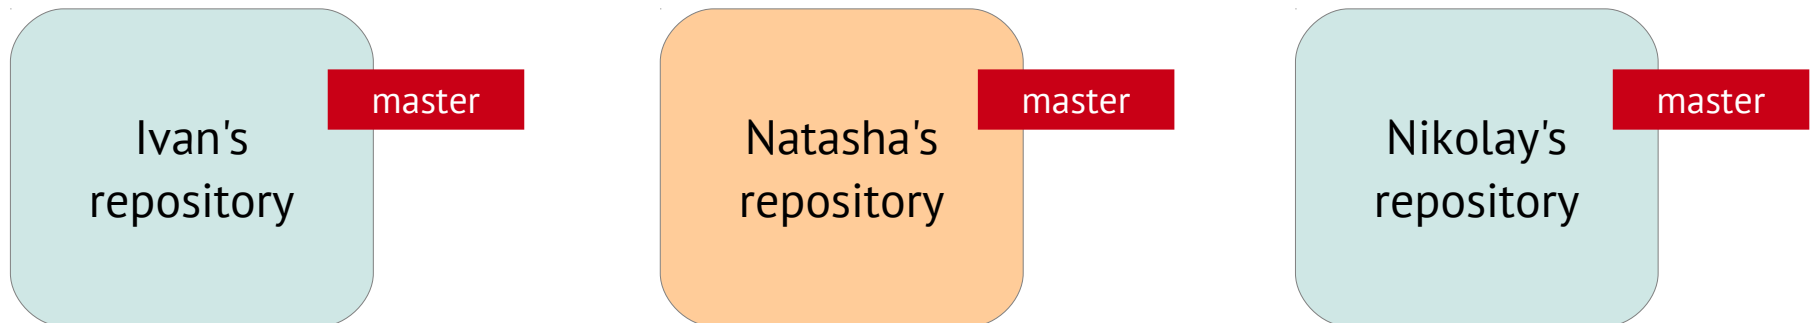 Ivan's
repository
master
Natasha's
repository
master
Nikolay's
repository
master